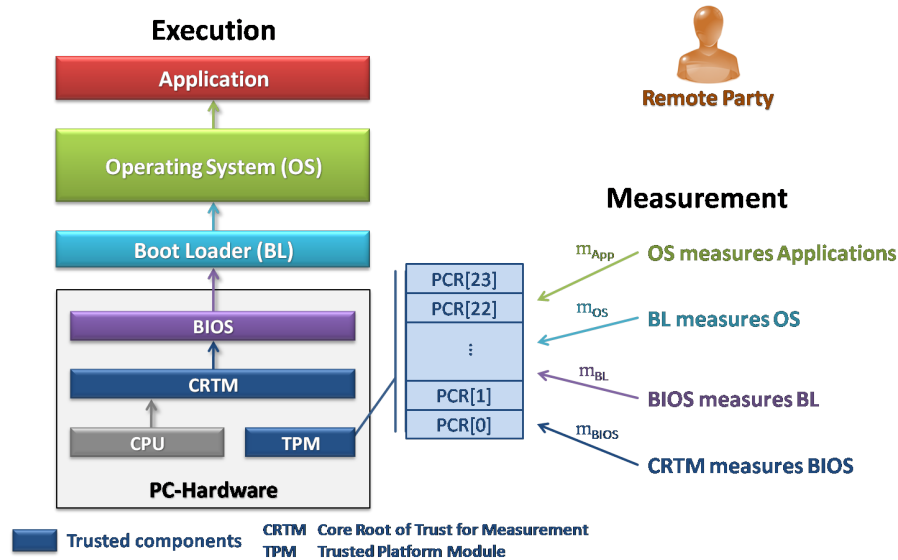 Execution
Remote Party
Application
Operating System (OS)
Boot Loader (BL)
BIOS
CRTM
CPU
TPM
PC-Hardware
PCR[23]
PCR[22]
...
PCR[1]
PCR[0]
Measurement
mApp
OS measures Applications
mOS
BL measures OS
mBL
BIOS measures BL
mBIOS
CRTM measures BIOS
Trusted components
CRTM Core Root of Trust for Measurement
TPM Trusted Platform Module